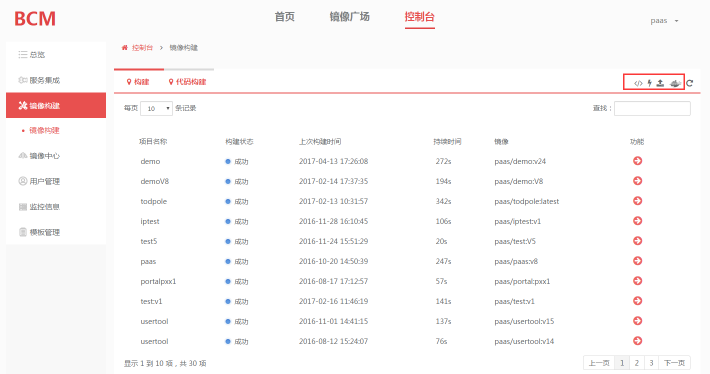 BCM 首页 镜像广场 控制台 paas
控制台 > 镜像构建
总览
服务集成
镜像构建
镜像构建
镜像中心
用户管理
监控信息
模板管理
构建 代码构建
每页 10 条记录 查找：
项目名称 构建状态 上次构建时间 持续时间 镜像 功能
demo 成功 2017-04-13 17:26:08 272s paas/demo:v24
demoV8 成功 2017-02-14 17:37:35 194s paas/demo:V8
todpole 成功 2017-02-13 10:31:57 342s paas/todpole:latest
iptest 成功 2016-11-28 16:10:45 106s paas/iptest:v1
test5 成功 2016-11-24 15:51:29 20s paas/test:V5
paas 成功 2016-10-20 14:50:39 247s paas/paas:v8
portalpxx1 成功 2016-08-17 17:12:57 57s paas/portal:pxx1
test:v1 成功 2017-02-16 11:46:19 141s paas/test:v1
usertool 成功 2016-11-01 14:41:15 137s paas/usertool:v15
usertool 成功 2016-08-12 15:24:07 76s paas/usertool:v14
显示 1 到 10 项，共 30 项 上一页 1 2 3 下一页